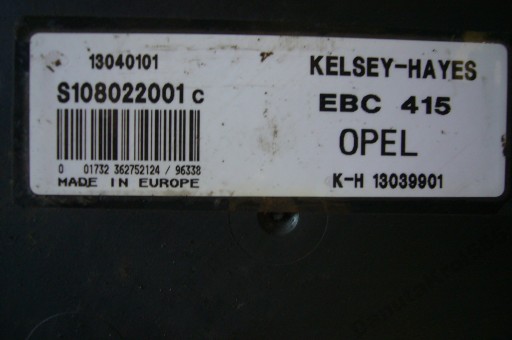 13040101
S108022001 C
0 01732 362752124 / 96338
MADE IN EUROPE
KELSEY-HAYES
EBC 415
OPEL
K-H 13039901